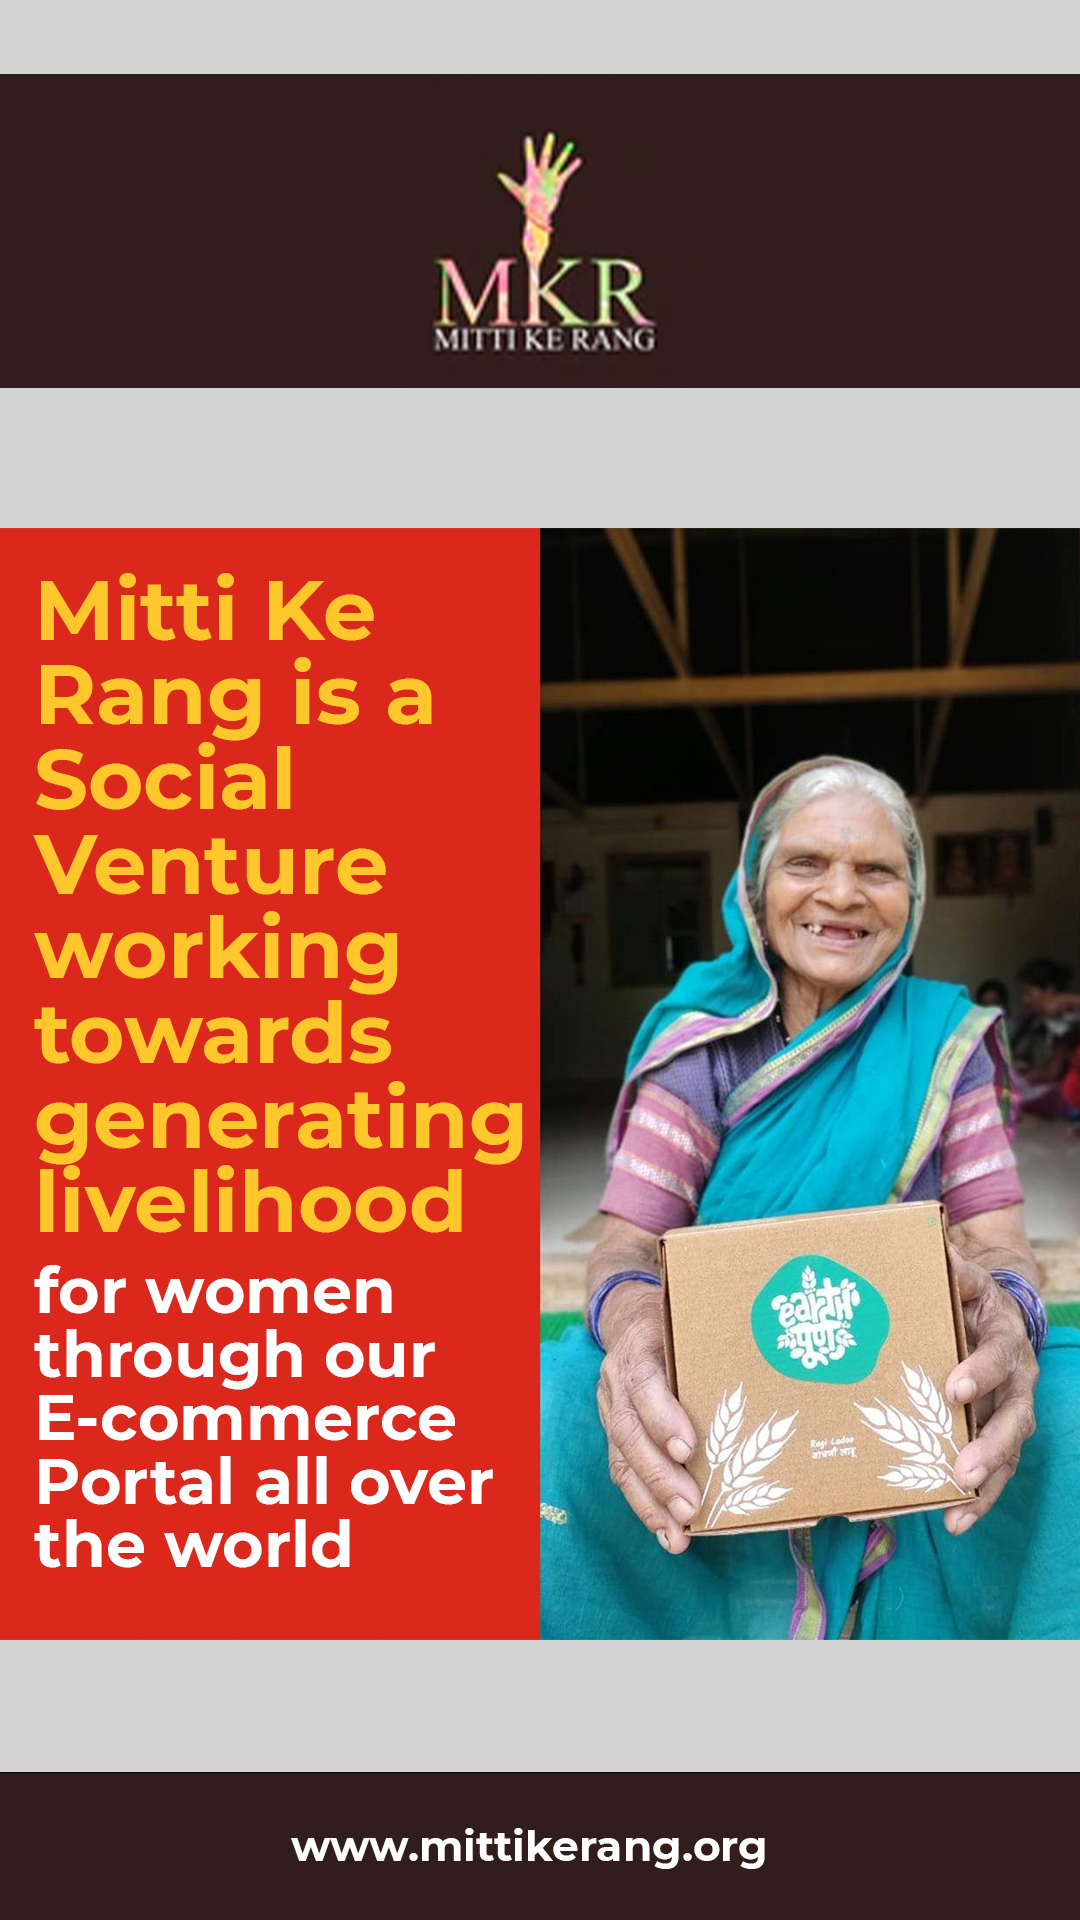 MKR
MITTI KE RANG
Mitti Ke
Rang is a
Social
Venture
working
towards
generating
livelihood
for women
through our
E-commerce
Portal all over
the world
earth
पूर्ण
Ragi Ladoo
नाचणी लाडू
www.mittikerang.org